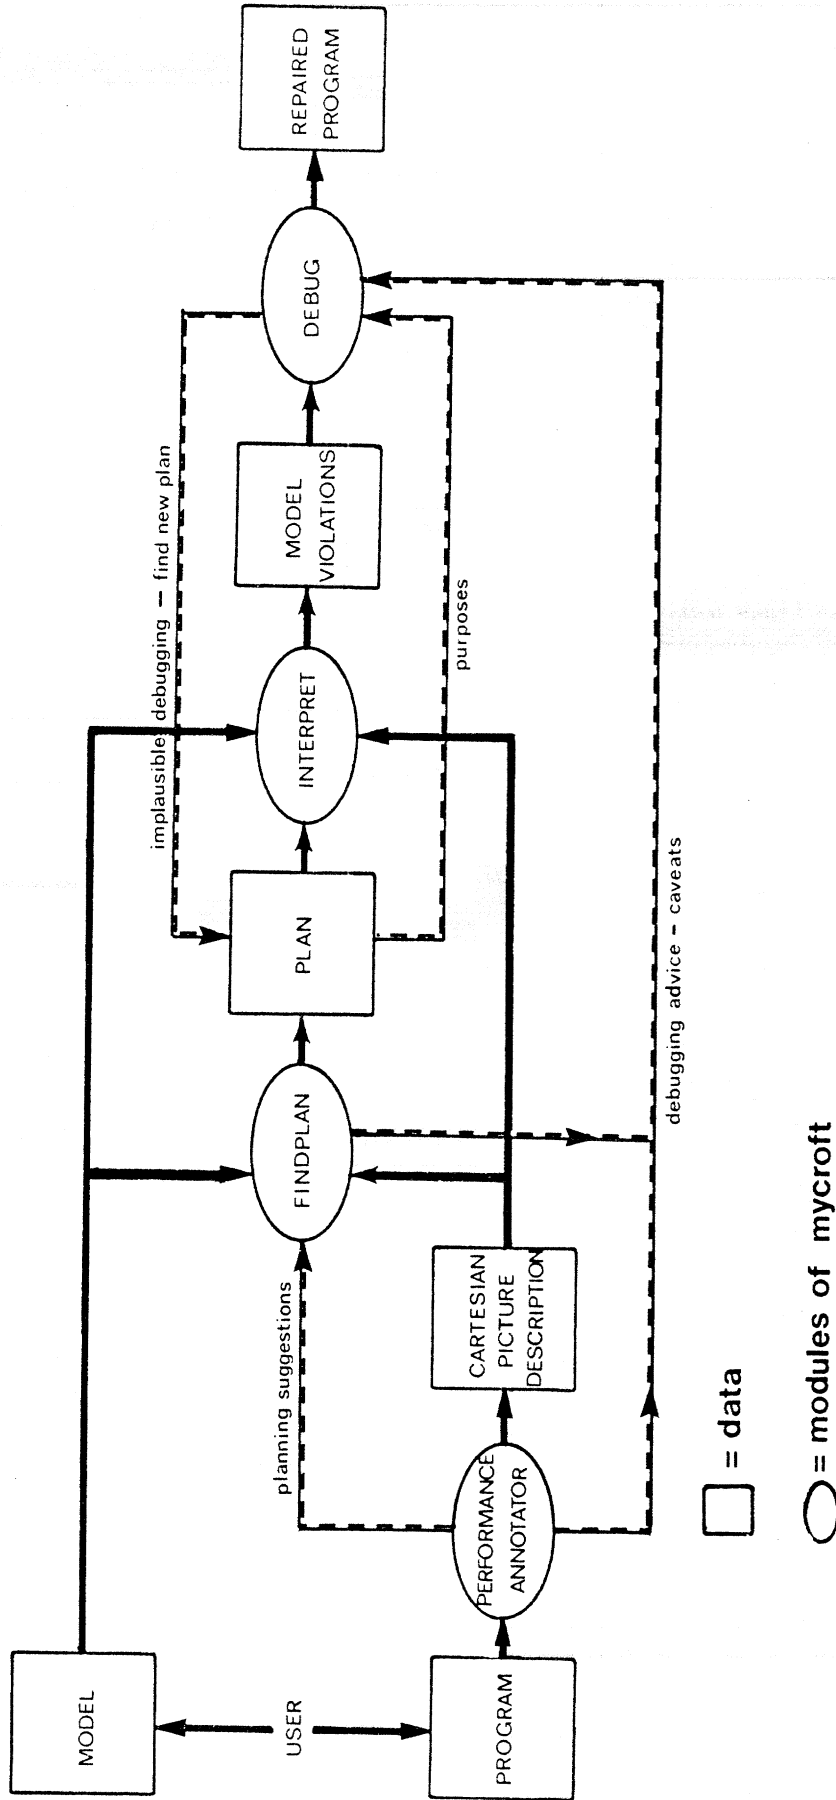 MODEL
USER
PROGRAM
PERFORMANCE
ANNOTATOR
planning suggestions
CARTESIAN
PICTURE
DESCRIPTION
FINDPLAN
PLAN
implausible debugging — find new plan
INTERPRET
purposes
MODEL
VIOLATIONS
DEBUG
REPAIRED
PROGRAM
debugging advice – caveats
= data
= modules of mycroft